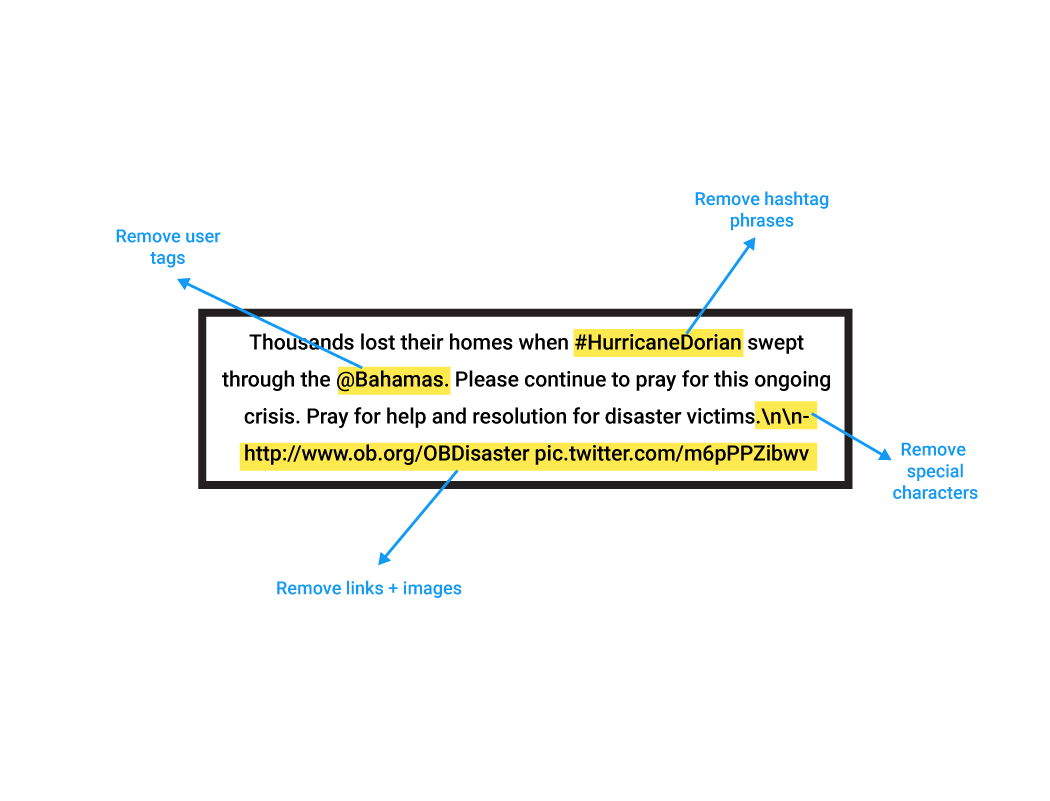 Remove hashtag
phrases
Remove user
tags
Thousands lost their homes when #HurricaneDorian swept
through the @Bahamas. Please continue to pray for this ongoing
crisis. Pray for help and resolution for disaster victims.\n\n-
http://www.ob.org/OBDisaster pic.twitter.com/m6pPPZibwv
Remove
special
characters
Remove links + images